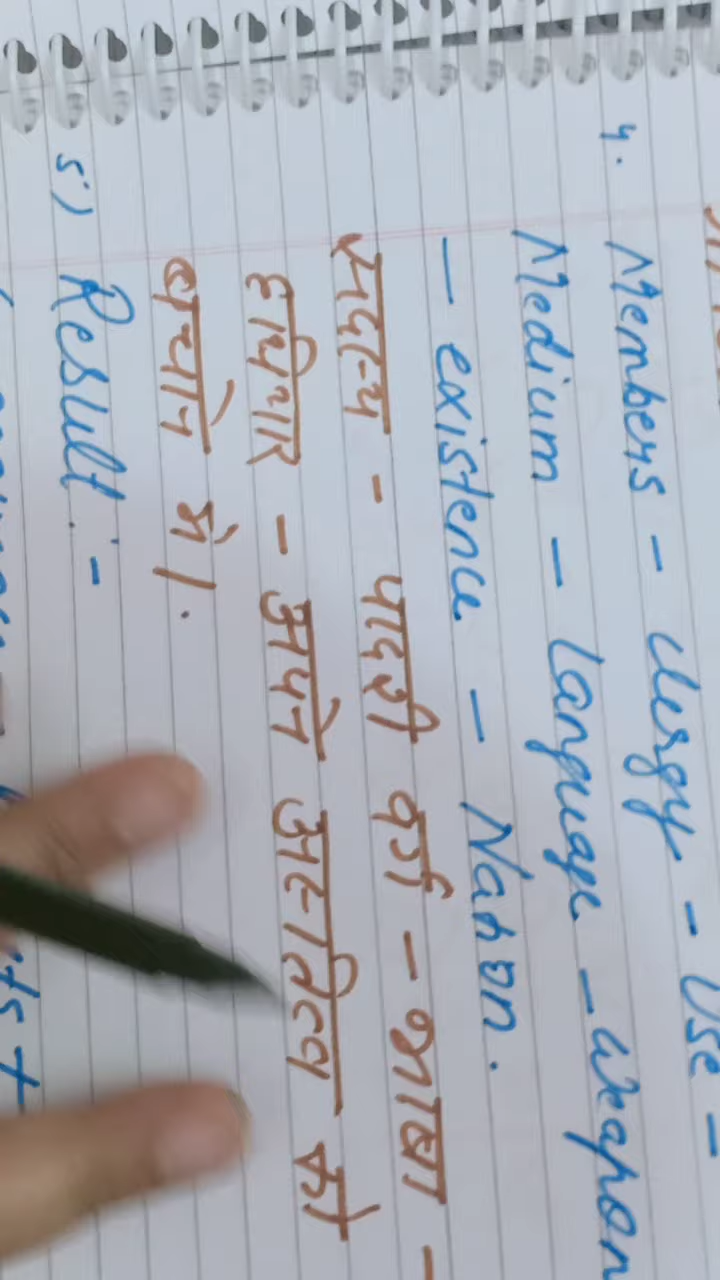 4. Members - clergy - Use -
Medium - Language - Weapon
- existence - Nation.
सदस्य - पादरी वर्ग - भाषा -
हथियार - अपने अस्तित्व को
बचाने में।
5.) Result :-